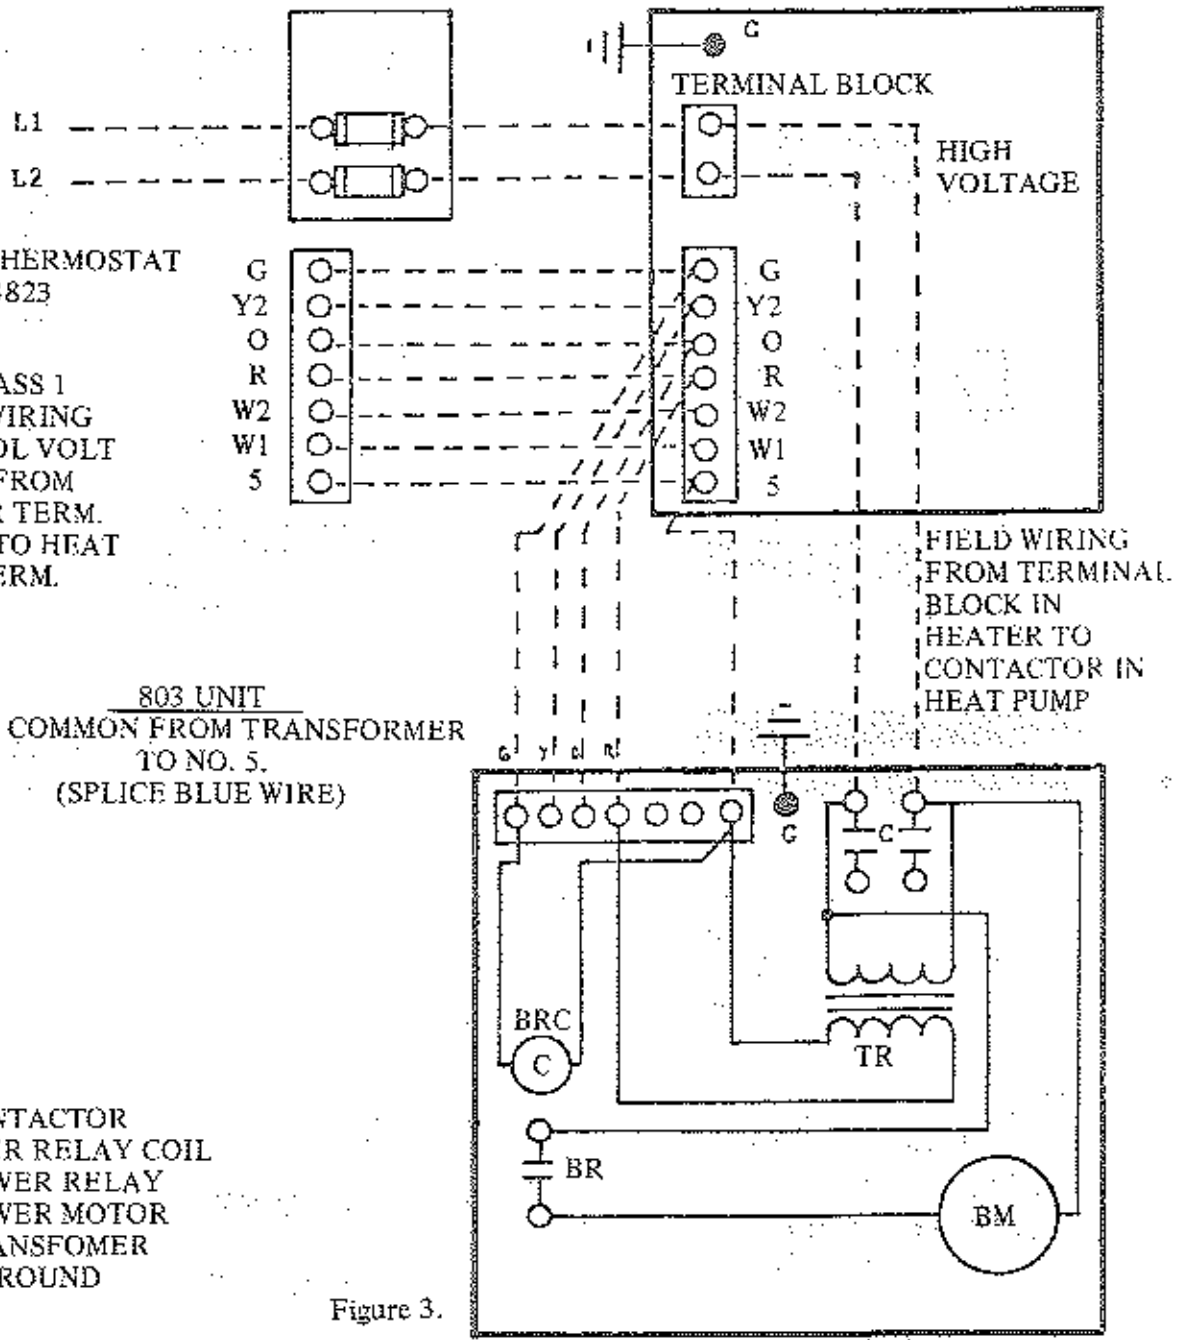 G
TERMINAL BLOCK
L1
L2
HIGH
VOLTAGE
HERMOSTAT
4823
G
Y2
O
R
W2
W1
5
G
Y2
O
R
W2
W1
5
ASS 1
WIRING
OL VOLT
FROM
R TERM.
TO HEAT
ERM.
FIELD WIRING
FROM TERMINAL
BLOCK IN
HEATER TO
CONTACTOR IN
HEAT PUMP
803 UNIT
COMMON FROM TRANSFORMER
TO NO. 5.
(SPLICE BLUE WIRE)
G Y O R
G
C
TR
BRC
C
BR
BM
NTACTOR
ER RELAY COIL
WER RELAY
WER MOTOR
ANSFOMER
ROUND
Figure 3.